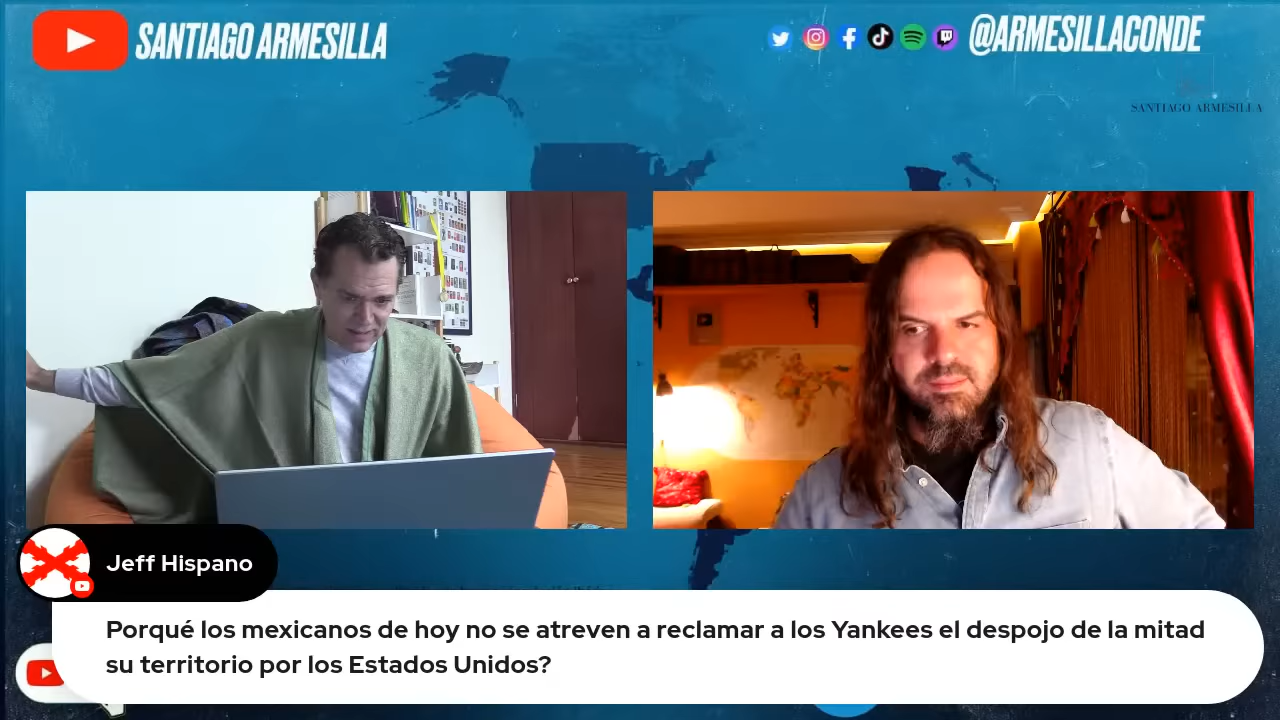 SANTIAGO ARMESILLA
@ARMESILLACONDE
SANTIAGO ARMESILLA
Jeff Hispano
Porqué los mexicanos de hoy no se atreven a reclamar a los Yankees el despojo de la mitad
su territorio por los Estados Unidos?